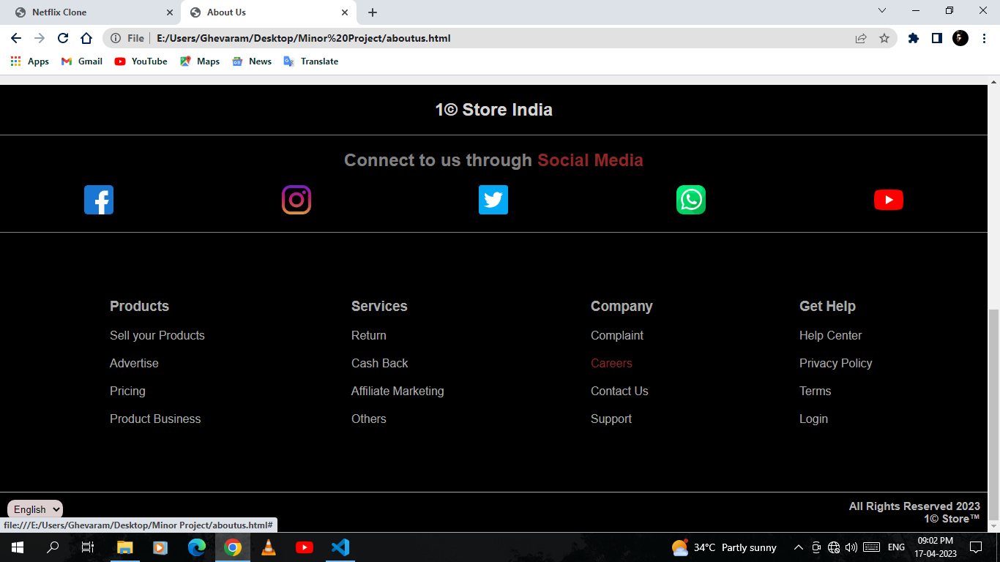 Netflix Clone
About Us
File
E:/Users/Ghevaram/Desktop/Minor%20Project/aboutus.html
Apps Gmail YouTube Maps News Translate
1© Store India
Connect to us through Social Media
Products Services Company Get Help
Sell your Products Return Complaint Help Center
Advertise Cash Back Careers Privacy Policy
Pricing Affiliate Marketing Contact Us Terms
Product Business Others Support Login
English
All Rights Reserved 2023
1© Store™
file:///E:/Users/Ghevaram/Desktop/Minor Project/aboutus.html#
34°C Partly sunny
ENG
09:02 PM
17-04-2023